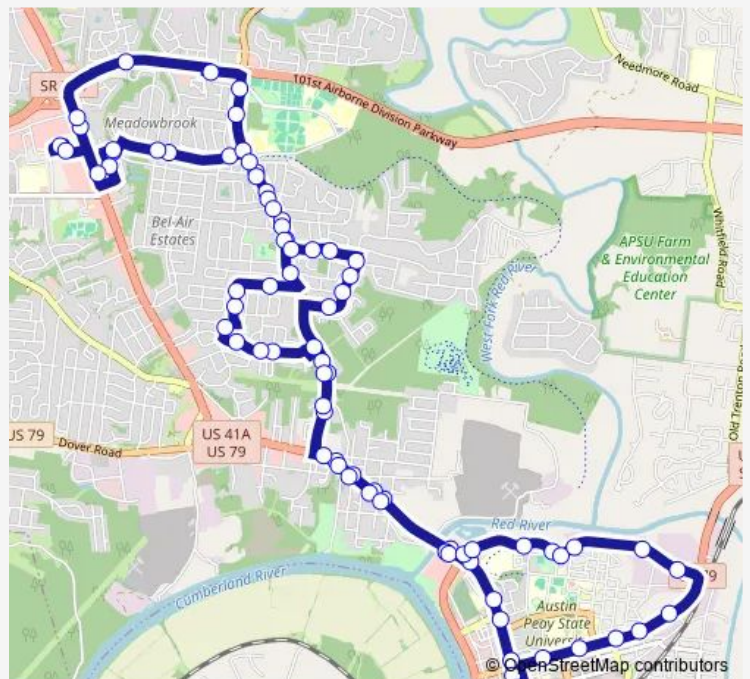 Needmore Road
SR
101st Airborne Division Parkway
Meadowbrook
Whitfield Road
Bel-Air
Estates
APSU Farm
& Environmental
Education
Center
West Fork Red River
Old Trenton Road
US 79
Dover Road
US 41A
US 79
Red River
Cumberland River
Austin
Peay State
University
© OpenStreetMap contributors